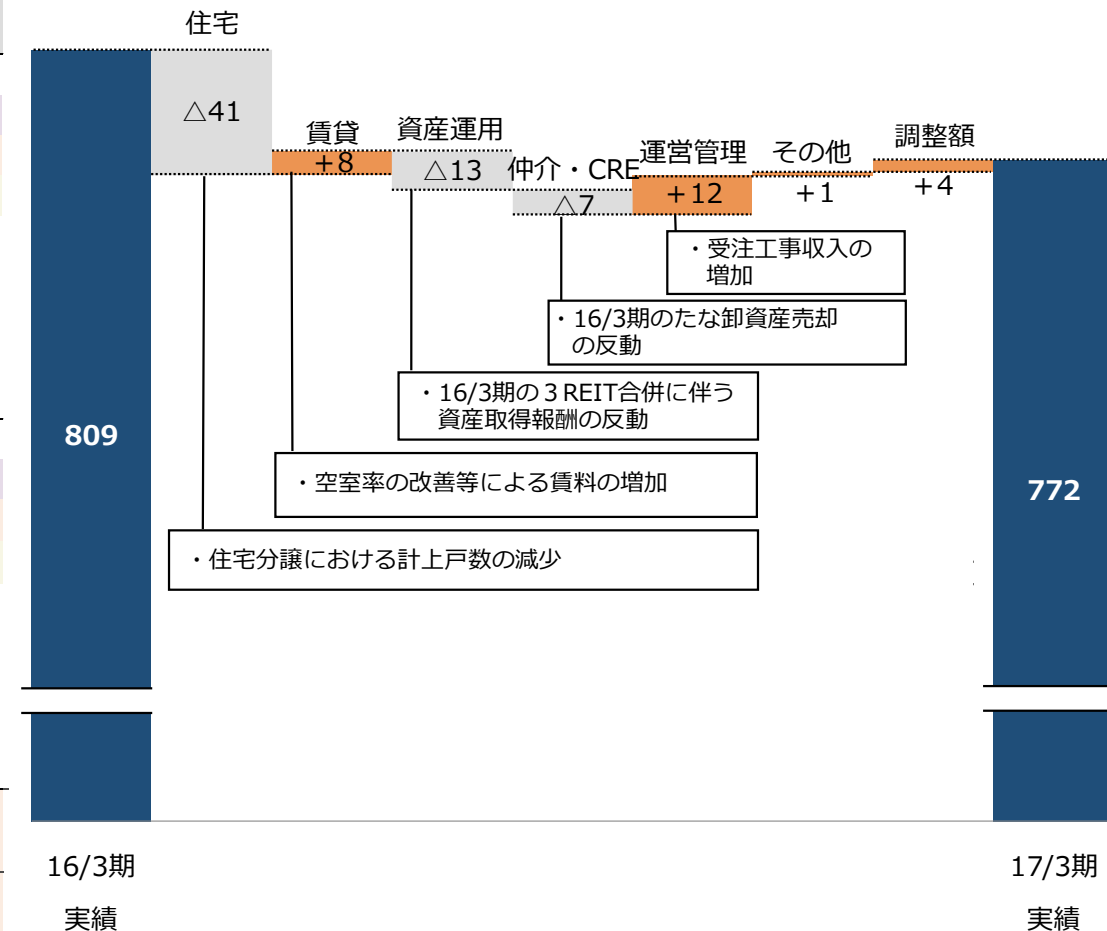 住宅
△41
賃貸
+8
資産運用
△13
仲介・CRE
△7
運営管理
+12
その他
+1
調整額
+4
・受注工事収入の
増加
・16/3期のたな卸資産売却
の反動
・16/3期の３REIT合併に伴う
資産取得報酬の反動
・空室率の改善等による賃料の増加
・住宅分譲における計上戸数の減少
809
772
16/3期
実績
17/3期
実績